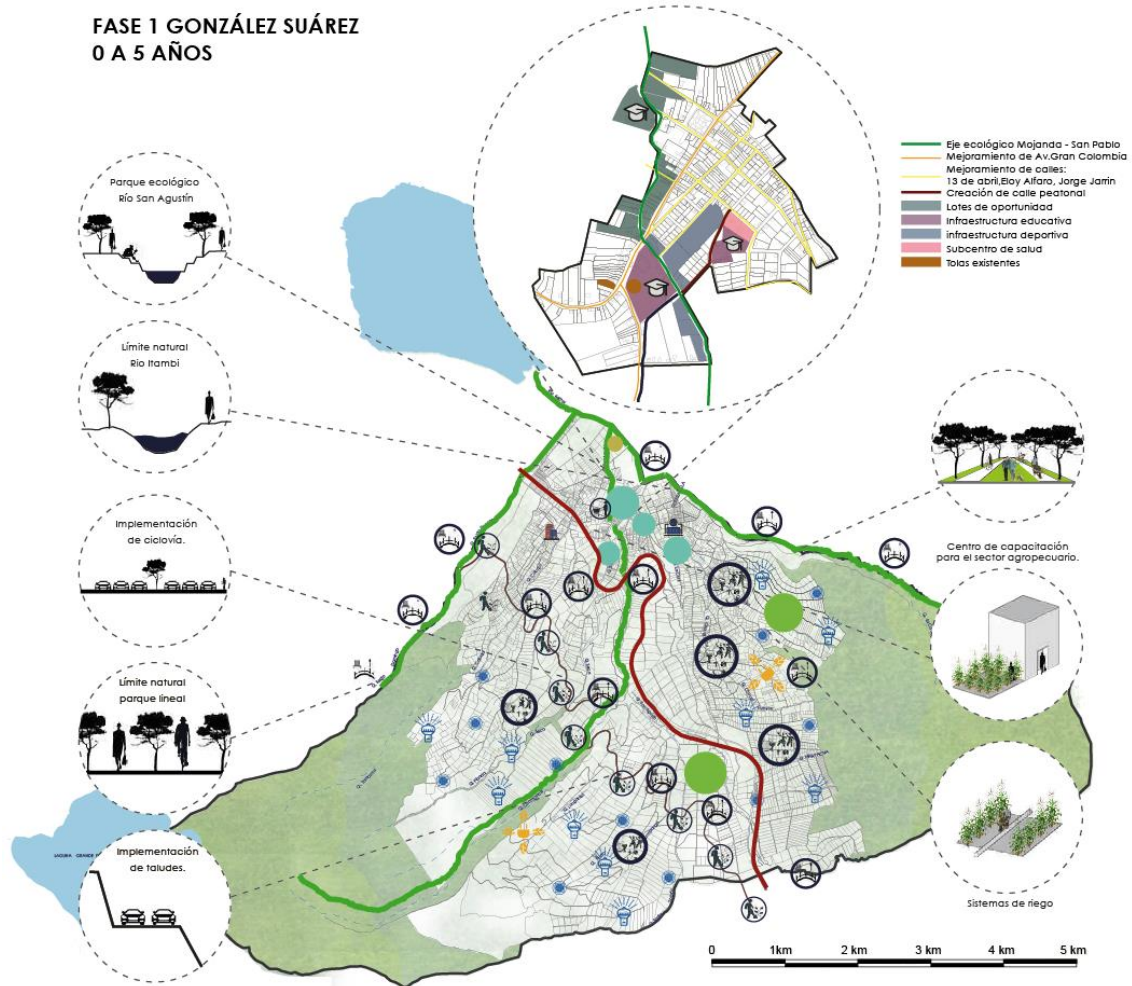 FASE 1 GONZÁLEZ SUÁREZ
0 A 5 AÑOS
Eje ecológico Mojanda - San Pablo
Mejoramiento de Av.Gran Colombia
Mejoramiento de calles:
13 de abril,Eloy Alfaro, Jorge Jarrin
Creación de calle peatonal
Lotes de oportunidad
Infraestructura educativa
infraestructura deportiva
Subcentro de salud
Tolas existentes
Parque ecológico
Río San Agustín
Límite natural
Rio Itambi
Implementación
de ciclovía.
Límite natural
parque lineal
Implementación
de taludes.
Centro de capacitación
para el sector agropecuario.
Sistemas de riego
0 1km 2 km 3 km 4 km 5 km